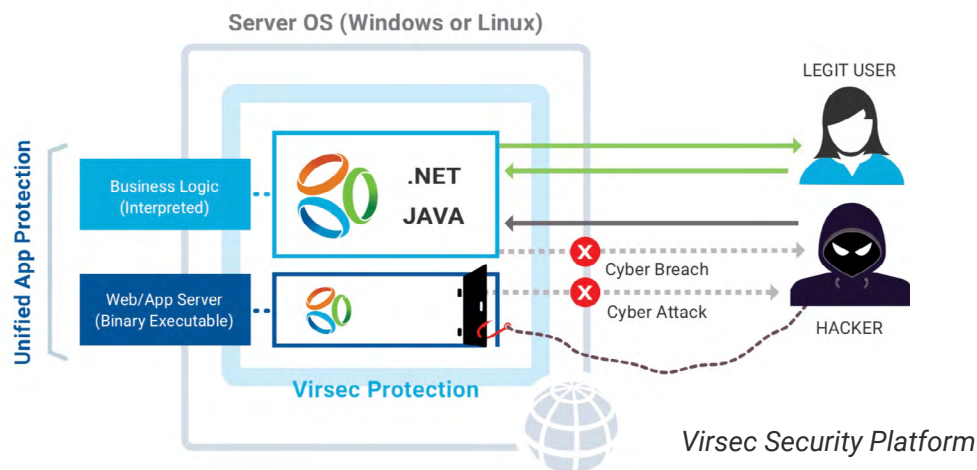 Server OS (Windows or Linux)
LEGIT USER
Unified App Protection
Business Logic
(Interpreted)
.NET
JAVA
X
Cyber Breach
Web/App Server
(Binary Executable)
X
Cyber Attack
HACKER
Virsec Protection
Virsec Security Platform